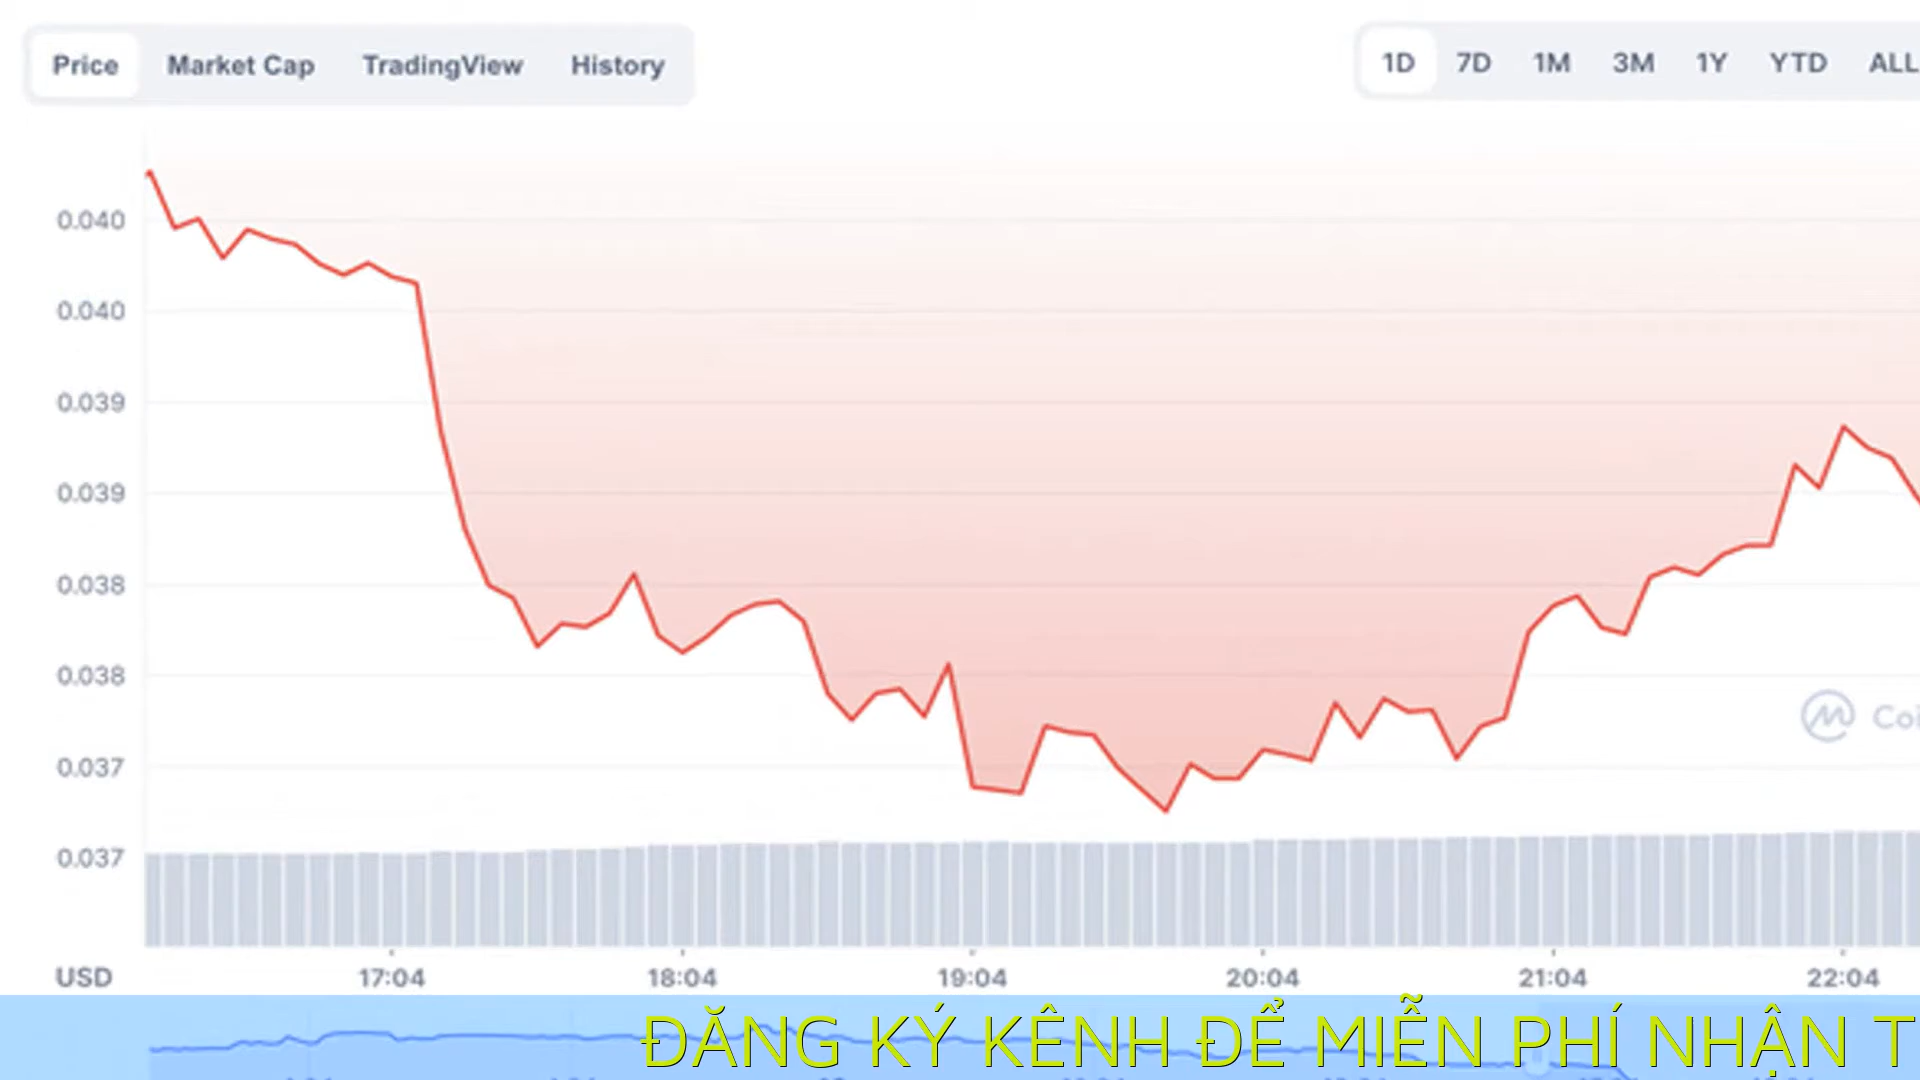 Price Market Cap TradingView History
1D 7D 1M 3M 1Y YTD ALL
0.040
0.040
0.039
0.039
0.038
0.038
0.037
0.037
Coi
USD 17:04 18:04 19:04 20:04 21:04 22:04
ĐĂNG KÝ KÊNH ĐỂ MIỄN PHÍ NHẬN T